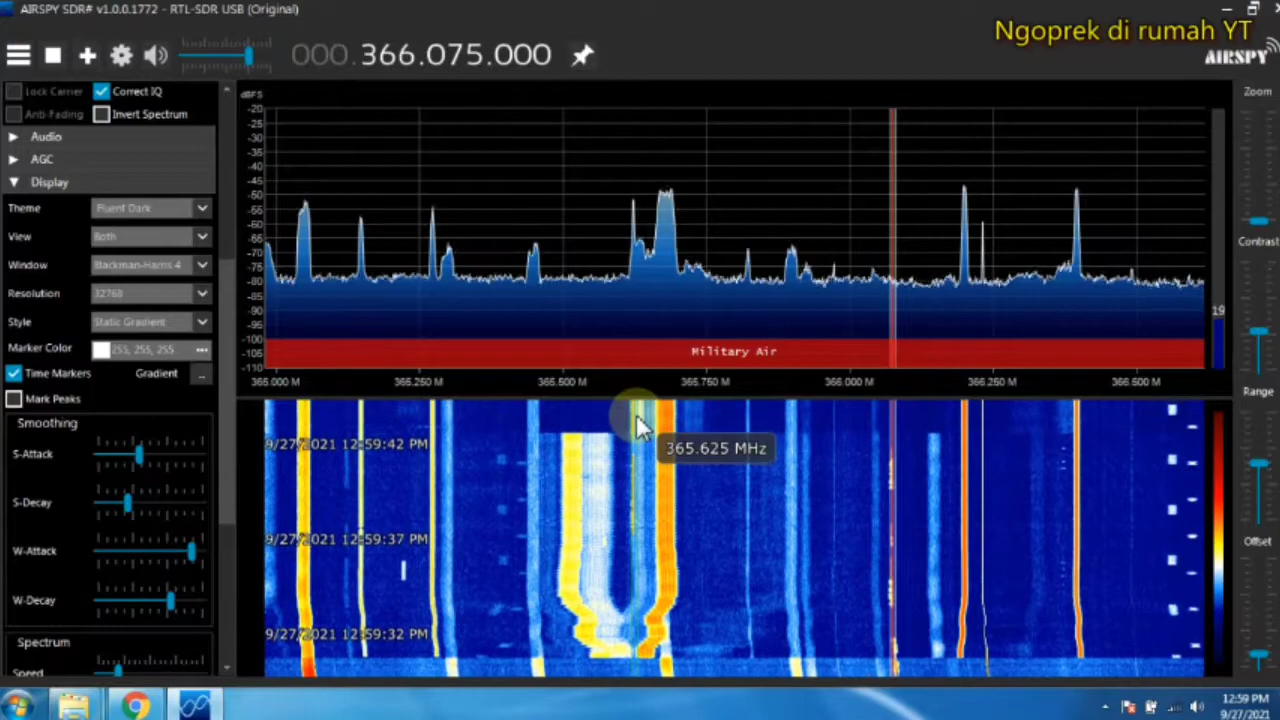 AIRSPY SDR# v1.0.0.1772 - RTL-SDR USB (Original)
Ngoprek di rumah YT
000.366.075.000
AIRSPY
Lock Carrier
Correct IQ
Anti-Fading
Invert Spectrum
Audio
AGC
Display
Theme
Fluent Dark
View
Both
Window
Blackman-Harris 4
Resolution
32768
Style
Static Gradient
Marker Color
255, 255, 255
Time Markers
Gradient
Mark Peaks
Smoothing
S-Attack
S-Decay
W-Attack
W-Decay
Spectrum
Speed
dBFS
-20
-25
-30
-35
-40
-45
-50
-55
-60
-65
-70
-75
-80
-85
-90
-95
-100
-105
-110
Military Air
365.000 M
365.250 M
365.500 M
365.750 M
366.000 M
366.250 M
366.500 M
19
9/27/2021 12:59:42 PM
365.625 MHz
9/27/2021 12:59:37 PM
9/27/2021 12:59:32 PM
Zoom
Contrast
Range
Offset
12:59 PM
9/27/2021